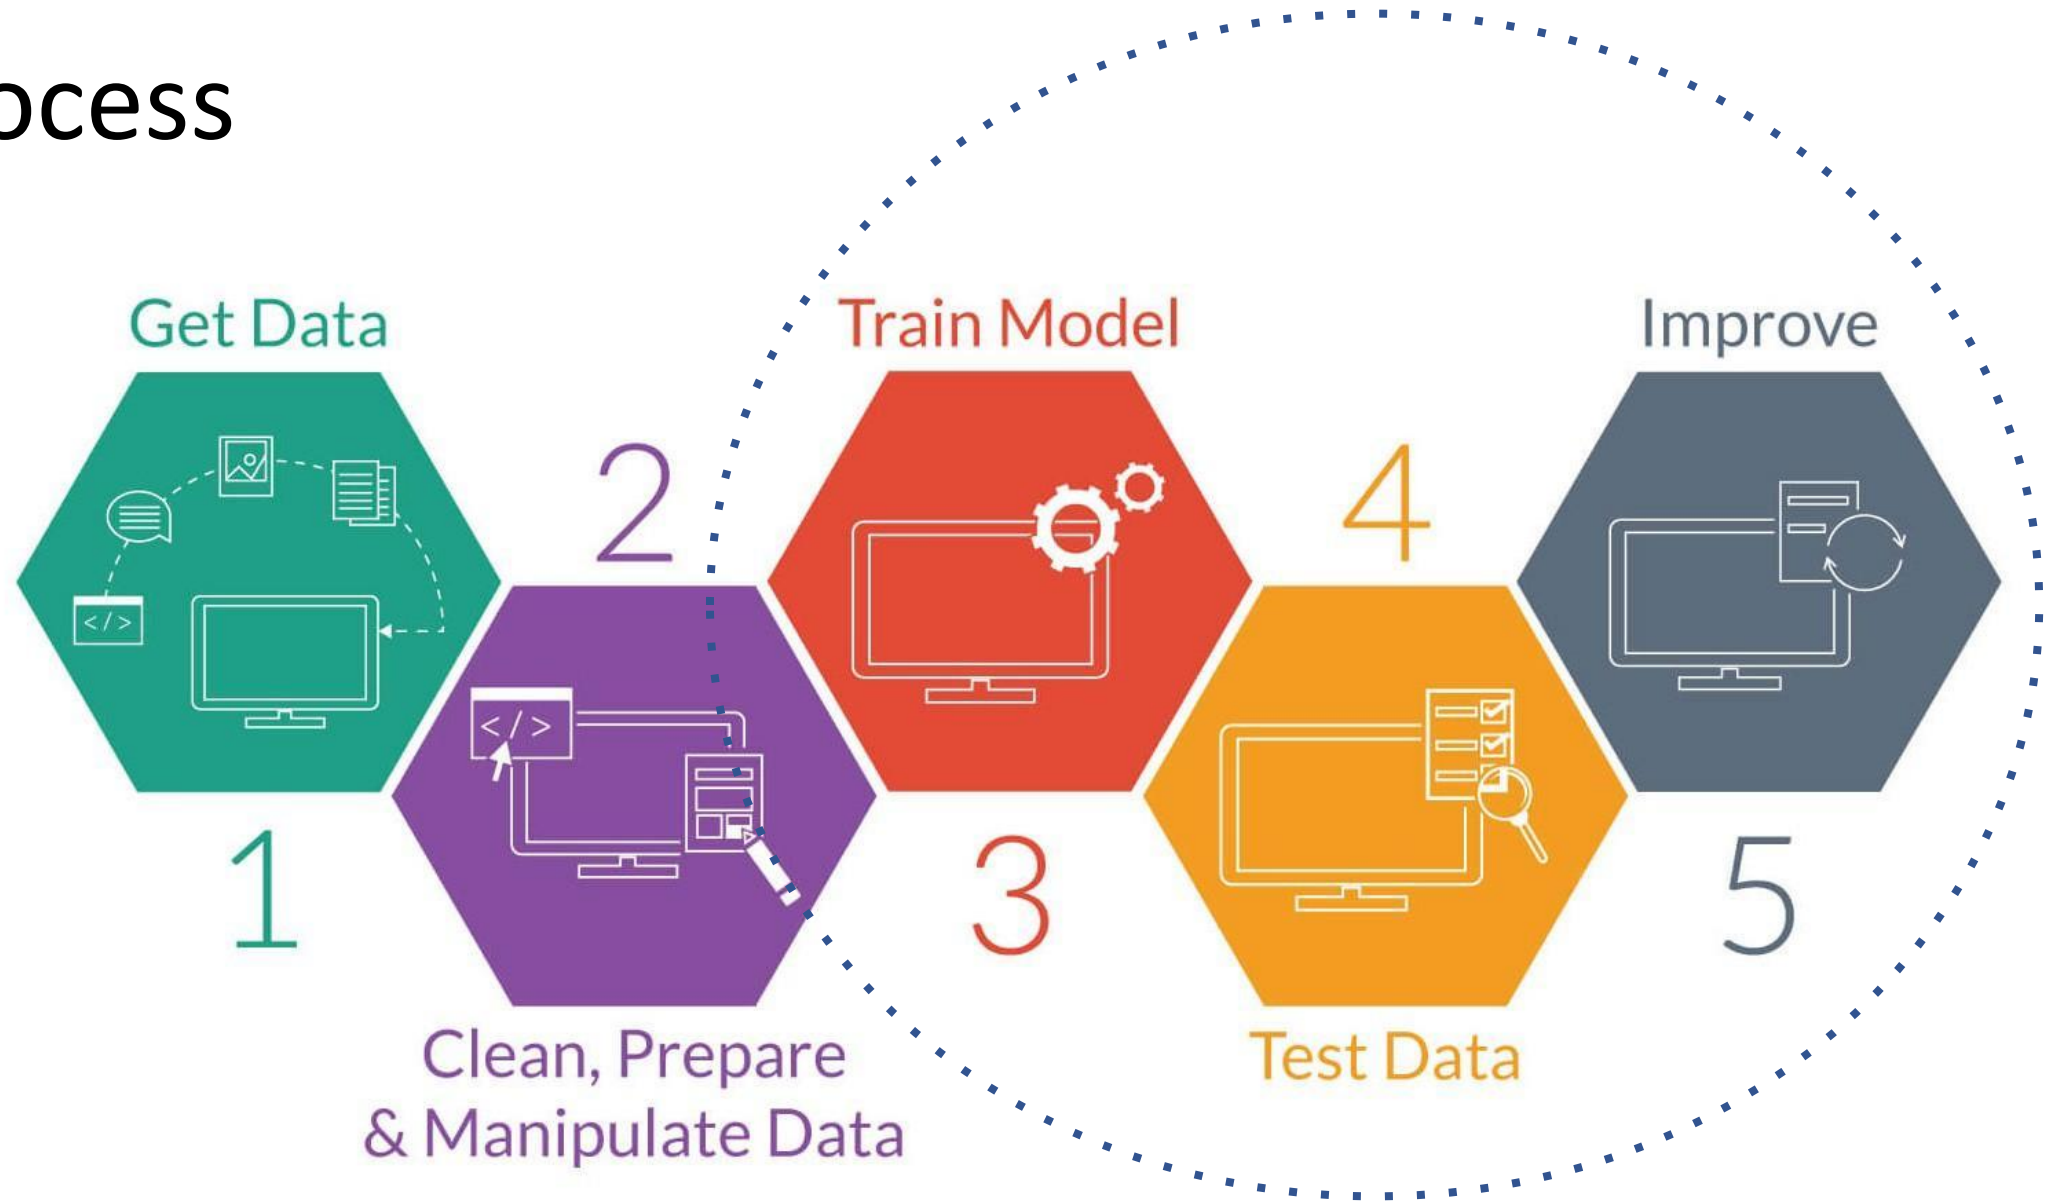 ocess
Get Data
Train Model
Improve
2
4
</>
</>
1
3
5
Clean, Prepare
& Manipulate Data
Test Data